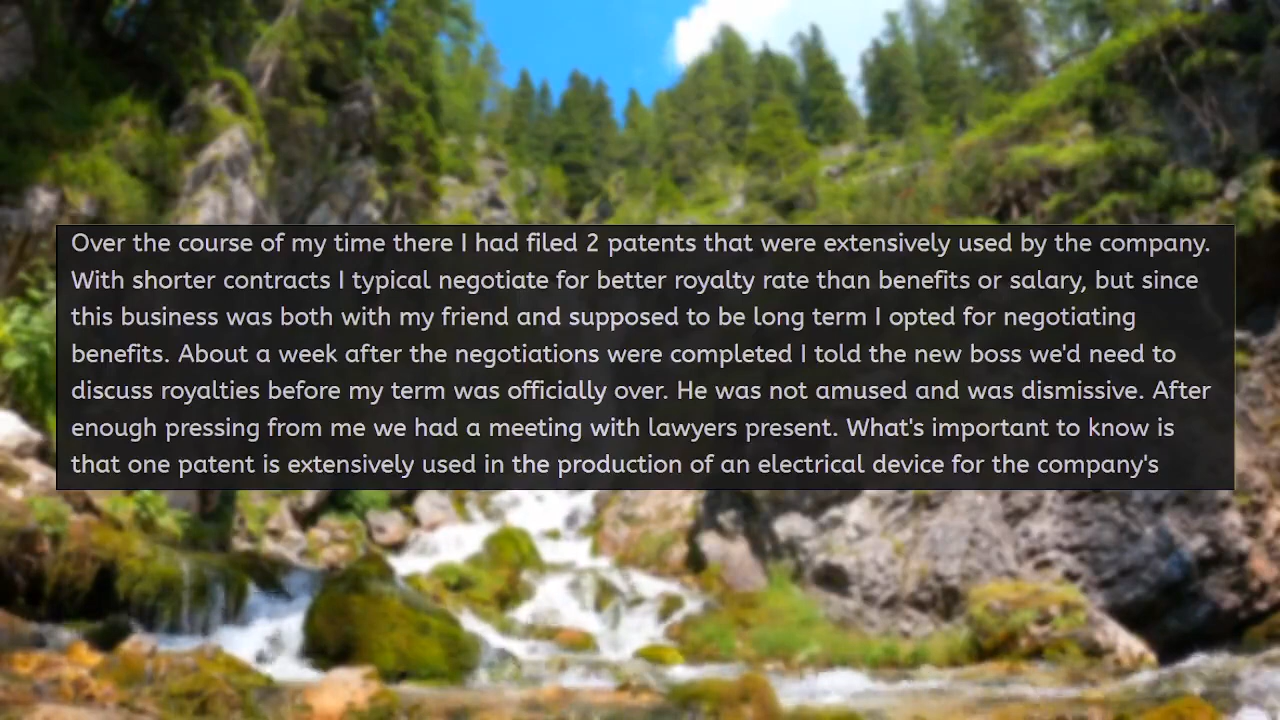 Over the course of my time there I had filed 2 patents that were extensively used by the company.
With shorter contracts I typical negotiate for better royalty rate than benefits or salary, but since
this business was both with my friend and supposed to be long term I opted for negotiating
benefits. About a week after the negotiations were completed I told the new boss we'd need to
discuss royalties before my term was officially over. He was not amused and was dismissive. After
enough pressing from me we had a meeting with lawyers present. What's important to know is
that one patent is extensively used in the production of an electrical device for the company's